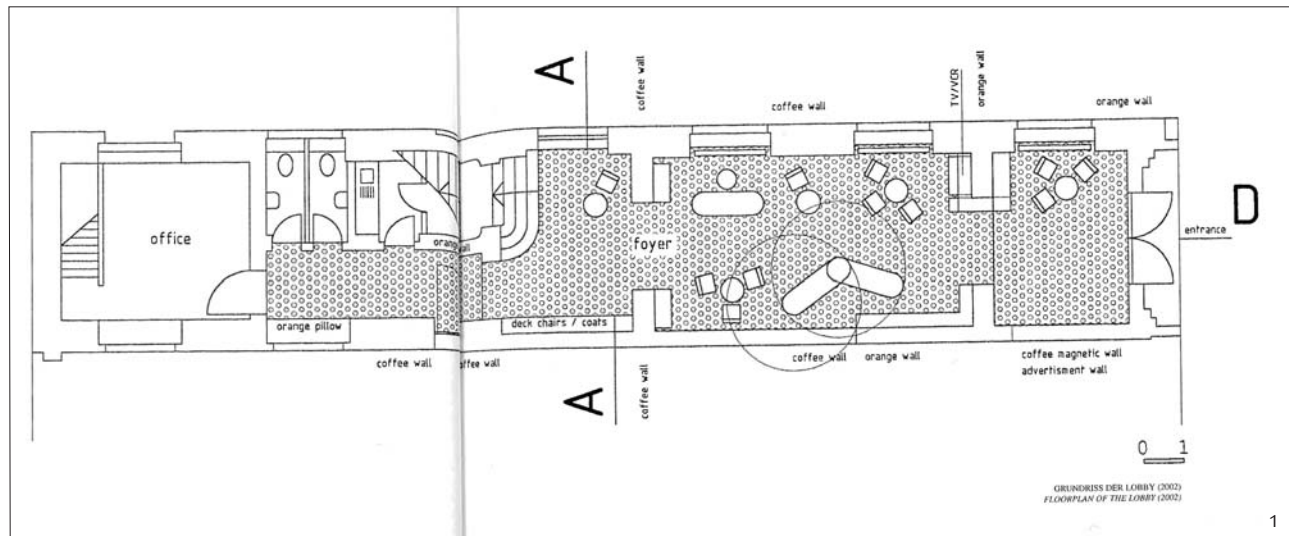 A
coffee wall
coffee wall
TV/VCR
orange wall
orange wall
office
orange wall
foyer
D
entrance
orange pillow
deck chairs / coats
coffee wall
coffee wall
coffee wall
coffee wall
orange wall
coffee magnetic wall
advertisment wall
A
0 1
GRUNDRISS DER LOBBY (2002)
FLOORPLAN OF THE LOBBY (2002)
1